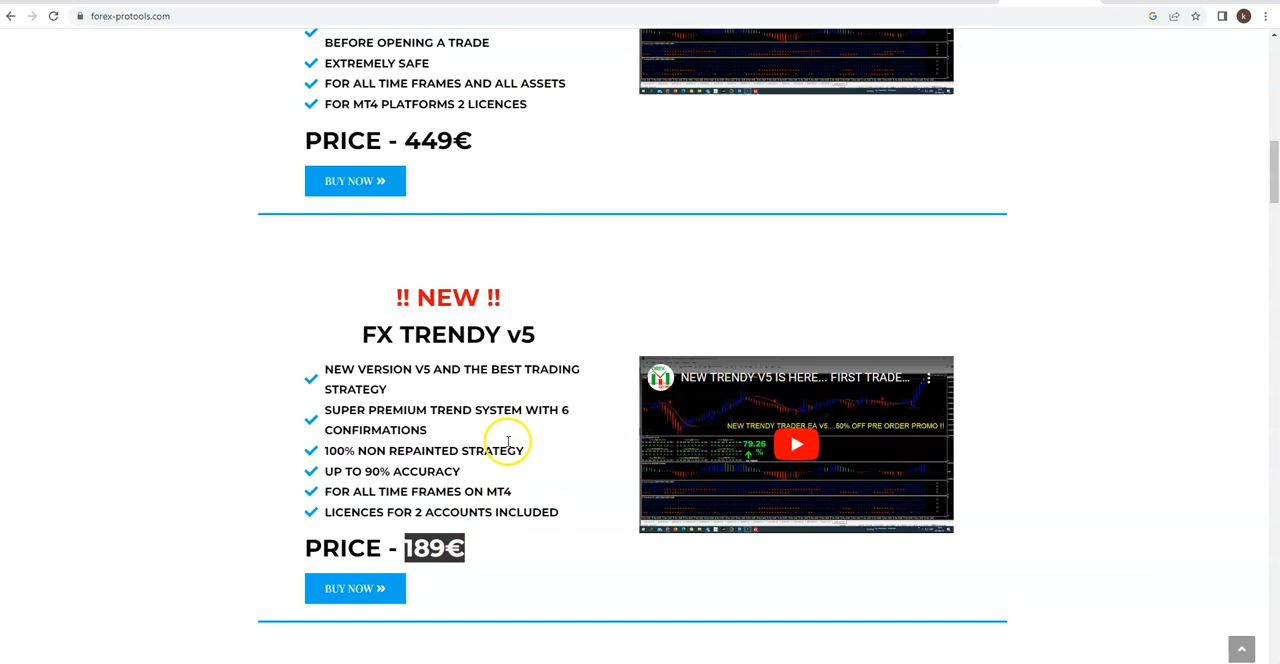 forex-protools.com
k
BEFORE OPENING A TRADE
EXTREMELY SAFE
FOR ALL TIME FRAMES AND ALL ASSETS
FOR MT4 PLATFORMS 2 LICENCES
PRICE - 449€
BUY NOW »
!! NEW !!
FX TRENDY v5
NEW VERSION V5 AND THE BEST TRADING
STRATEGY
SUPER PREMIUM TREND SYSTEM WITH 6
CONFIRMATIONS
100% NON REPAINTED STRATEGY
UP TO 90% ACCURACY
FOR ALL TIME FRAMES ON MT4
LICENCES FOR 2 ACCOUNTS INCLUDED
PRICE - 189€
BUY NOW »
NEW TRENDY V5 IS HERE... FIRST TRADE...
NEW TRENDY TRADER EA V5....50% OFF PRE ORDER PROMO !!
79.26
%